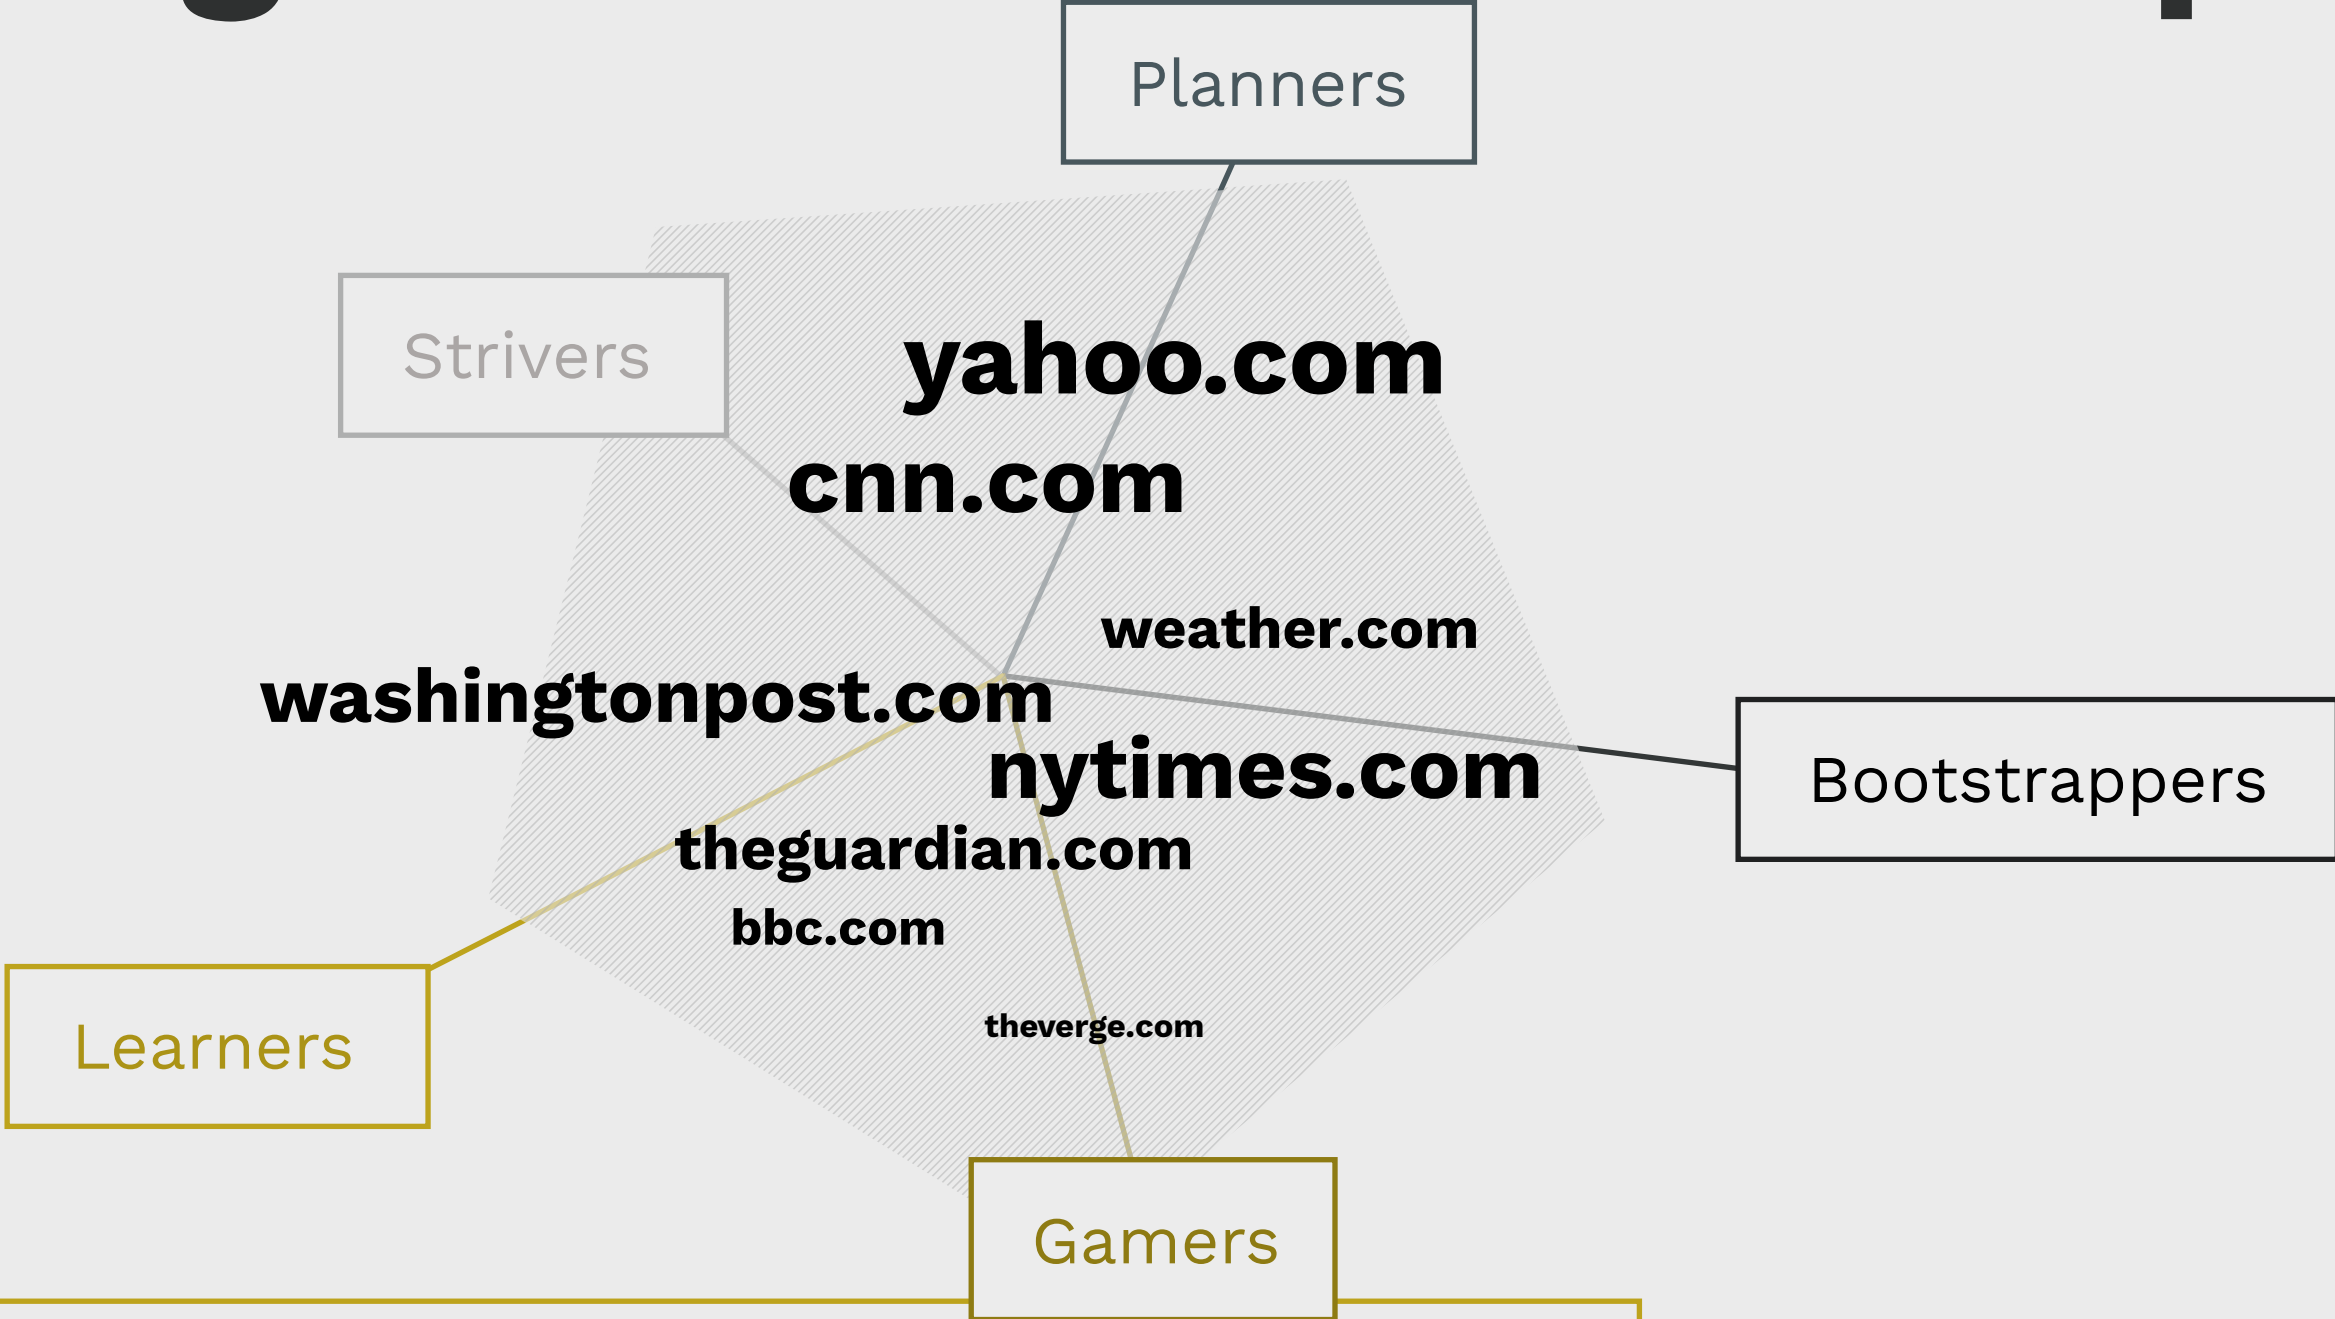 Planners
Strivers
yahoo.com
cnn.com
weather.com
washingtonpost.com
nytimes.com
Bootstrappers
theguardian.com
bbc.com
theverge.com
Learners
Gamers